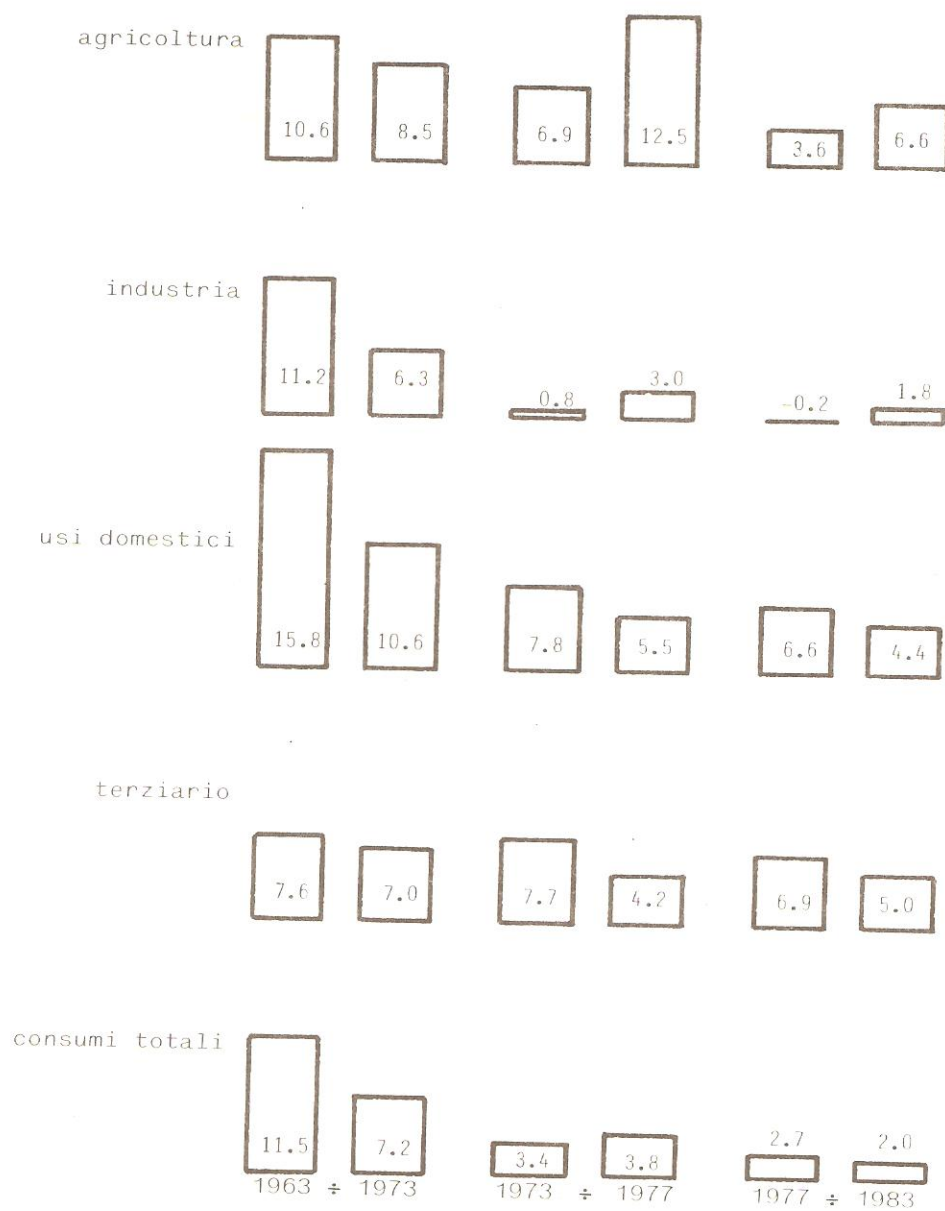 agricoltura
10.6 8.5 6.9 12.5 3.6 6.6
industria
11.2 6.3 0.8 3.0 -0.2 1.8
usi domestici
15.8 10.6 7.8 5.5 6.6 4.4
terziario
7.6 7.0 7.7 4.2 6.9 5.0
consumi totali
11.5 7.2 3.4 3.8 2.7 2.0
1963 ÷ 1973 1973 ÷ 1977 1977 ÷ 1983